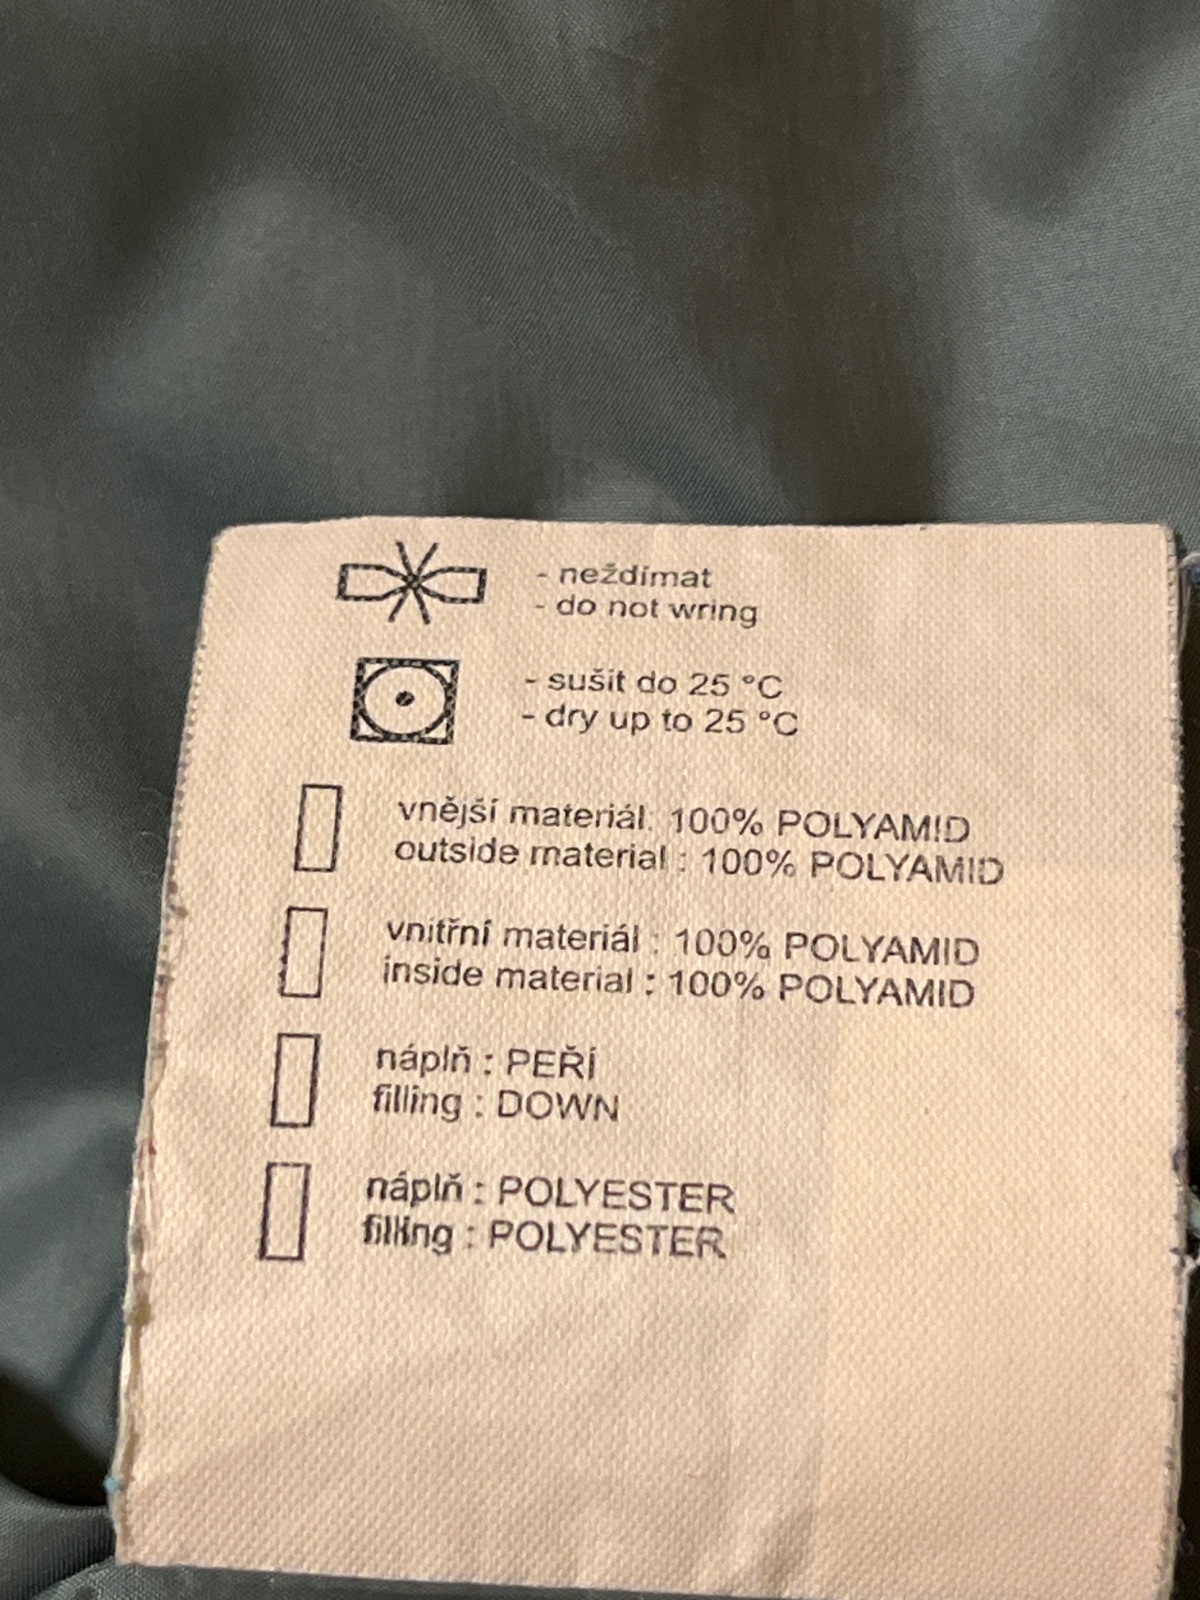 - neždímat
- do not wring
- sušit do 25 °C
- dry up to 25 °C
vnější materiál: 100% POLYAMID
outside material : 100% POLYAMID
vnitřní materiál : 100% POLYAMID
inside material : 100% POLYAMID
náplň : PEŘÍ
filling : DOWN
náplň : POLYESTER
filling : POLYESTER